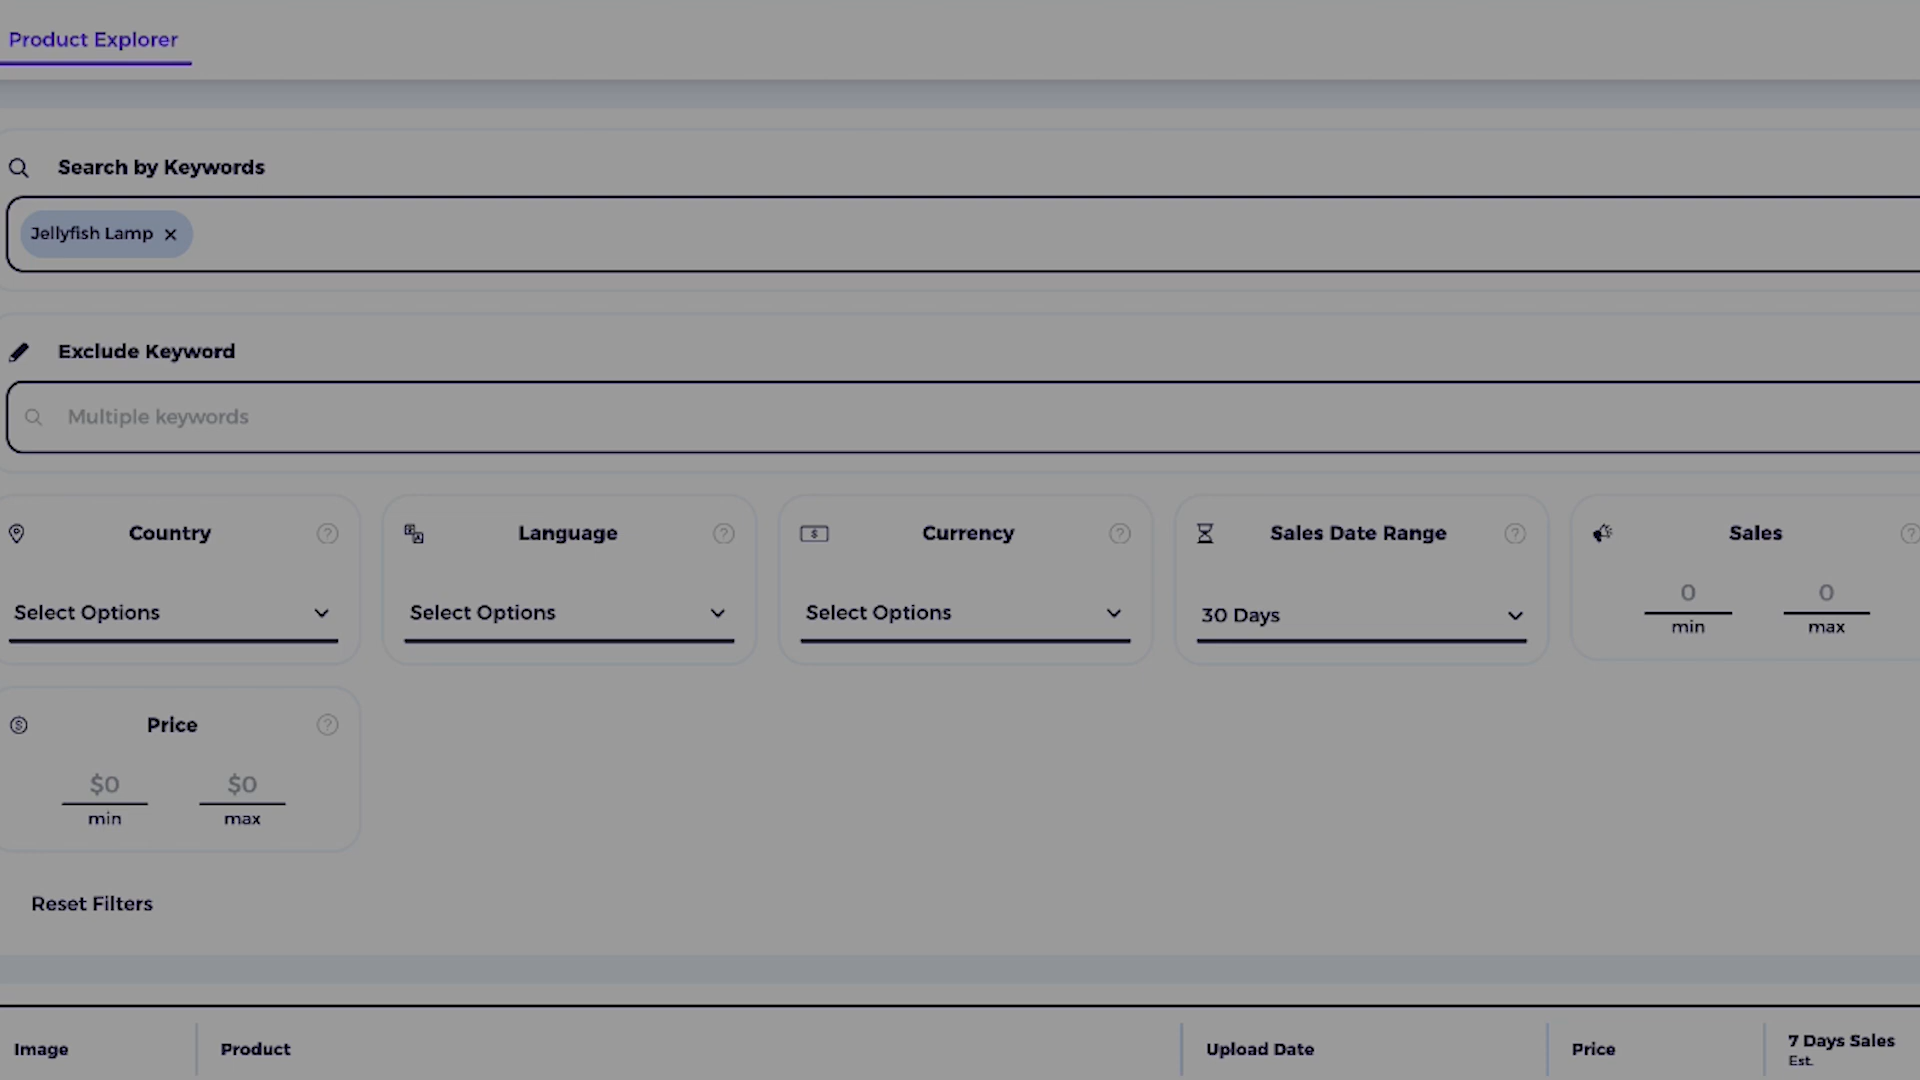 Product Explorer
Search by Keywords
Jellyfish Lamp ×
Exclude Keyword
Multiple keywords
Country ?
Language ?
Currency ?
Sales Date Range ?
Sales ?
Select Options
Select Options
Select Options
30 Days
0 min
0 max
Price ?
$0 min
$0 max
Reset Filters
Image
Product
Upload Date
Price
7 Days Sales
Est.